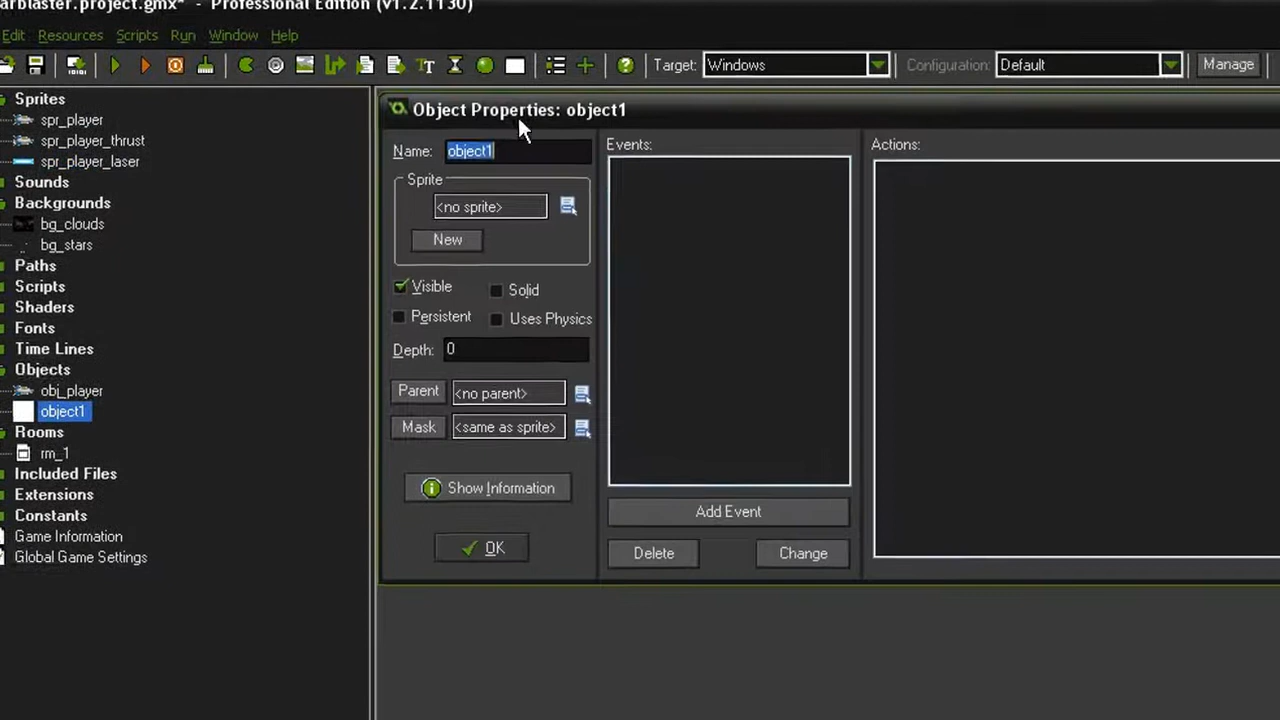 arblaster.project.gmx* - Professional Edition (v1.2.1130)
Edit Resources Scripts Run Window Help
Target: Windows Configuration: Default Manage
Sprites
spr_player
spr_player_thrust
spr_player_laser
Sounds
Backgrounds
bg_clouds
bg_stars
Paths
Scripts
Shaders
Fonts
Time Lines
Objects
obj_player
object1
Rooms
rm_1
Included Files
Extensions
Constants
Game Information
Global Game Settings
Object Properties: object1
Name: object1
Sprite
<no sprite>
New
Visible Solid
Persistent Uses Physics
Depth: 0
Parent <no parent>
Mask <same as sprite>
Show Information
OK
Events:
Add Event
Delete Change
Actions: